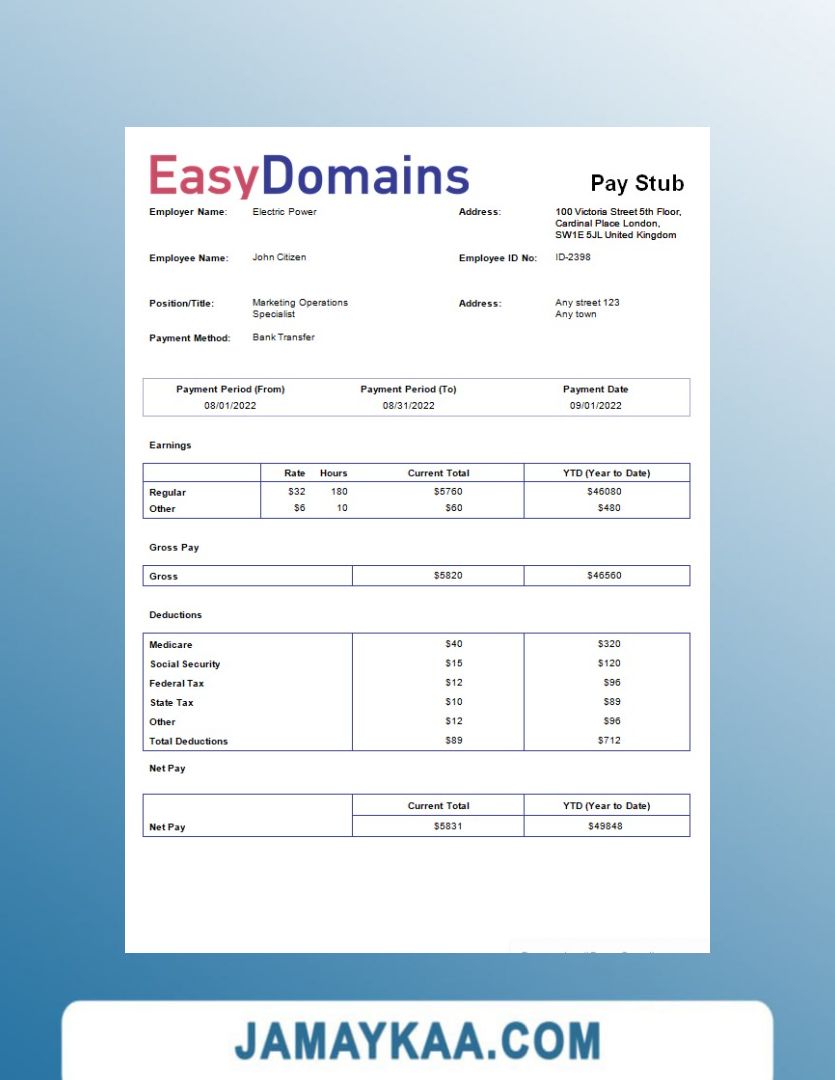 EasyDomains
Pay Stub
Employer Name: Electric Power Address: 100 Victoria Street 5th Floor,
Cardinal Place London,
SW1E 5JL United Kingdom
Employee Name: John Citizen Employee ID No: ID-2398
Position/Title: Marketing Operations Address: Any street 123
Specialist Any town
Payment Method: Bank Transfer
Payment Period (From) Payment Period (To) Payment Date
08/01/2022 08/31/2022 09/01/2022
Earnings
Rate Hours Current Total YTD (Year to Date)
Regular $32 180 $5760 $46080
Other $6 10 $60 $480
Gross Pay
Gross $5820 $46560
Deductions
Medicare $40 $320
Social Security $15 $120
Federal Tax $12 $96
State Tax $10 $89
Other $12 $96
Total Deductions $89 $712
Net Pay
Current Total YTD (Year to Date)
Net Pay $5831 $49848
JAMAYKAA.COM